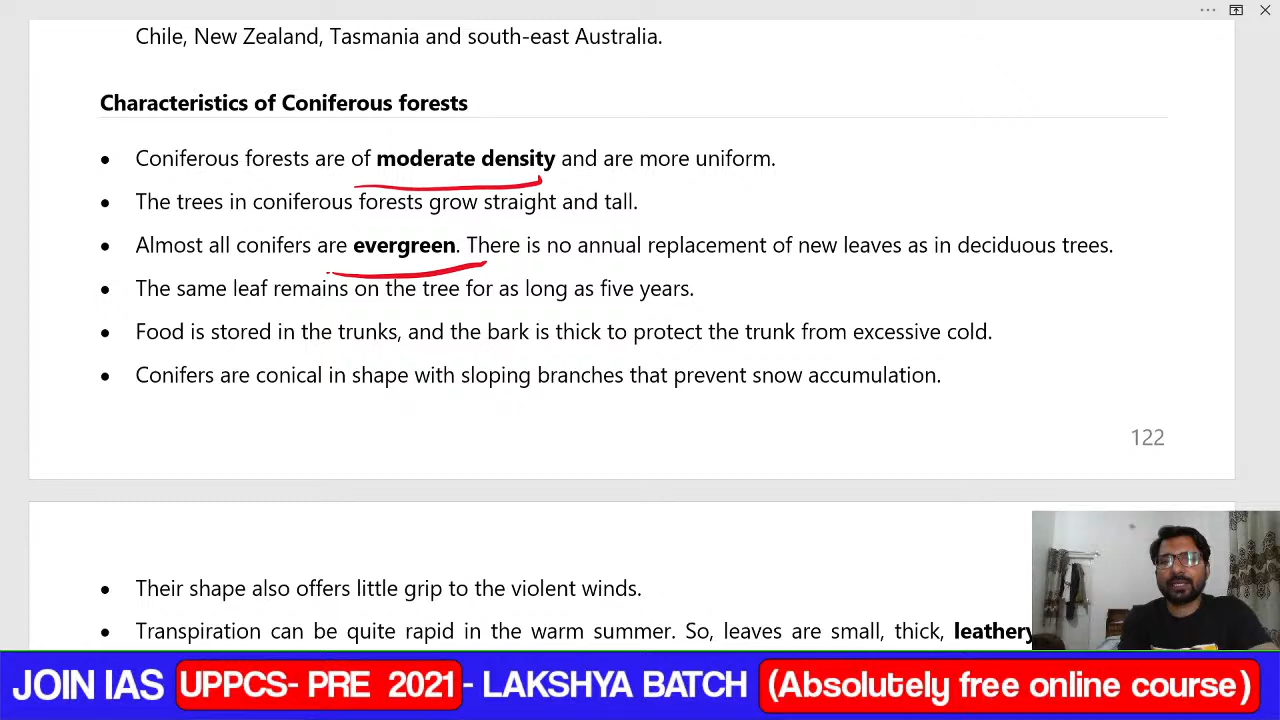 Chile, New Zealand, Tasmania and south-east Australia.
Characteristics of Coniferous forests
• Coniferous forests are of moderate density and are more uniform.
• The trees in coniferous forests grow straight and tall.
• Almost all conifers are evergreen. There is no annual replacement of new leaves as in deciduous trees.
• The same leaf remains on the tree for as long as five years.
• Food is stored in the trunks, and the bark is thick to protect the trunk from excessive cold.
• Conifers are conical in shape with sloping branches that prevent snow accumulation.
122
• Their shape also offers little grip to the violent winds.
• Transpiration can be quite rapid in the warm summer. So, leaves are small, thick, leathery
JOIN IAS UPPCS- PRE 2021 - LAKSHYA BATCH (Absolutely free online course)